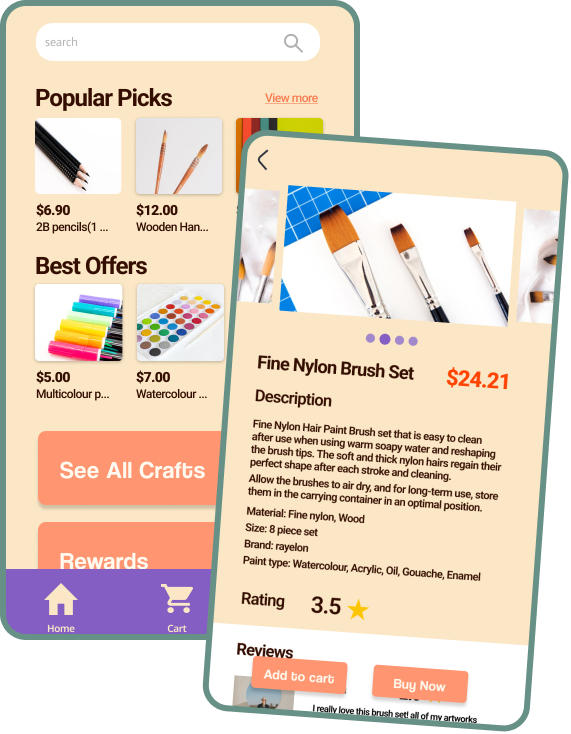 search
Popular Picks
View more
$6.90
$12.00
2B pencils(1 ...
Wooden Han...
Best Offers
$5.00
$7.00
Multicolour p...
Watercolour ...
See All Crafts
Rewards
Home
Cart
Fine Nylon Brush Set
$24.21
Description
Fine Nylon Hair Paint Brush set that is easy to clean
after use when using warm soapy water and reshaping
the brush tips. The soft and thick nylon hairs regain their
perfect shape after each stroke and cleaning.
Allow the brushes to air dry, and for long-term use, store
them in the carrying container in an optimal position.
Material: Fine nylon, Wood
Size: 8 piece set
Brand: rayelon
Paint type: Watercolour, Acrylic, Oil, Gouache, Enamel
Rating
3.5
Reviews
Add to cart
Buy Now
I really love this brush set! all of my artworks